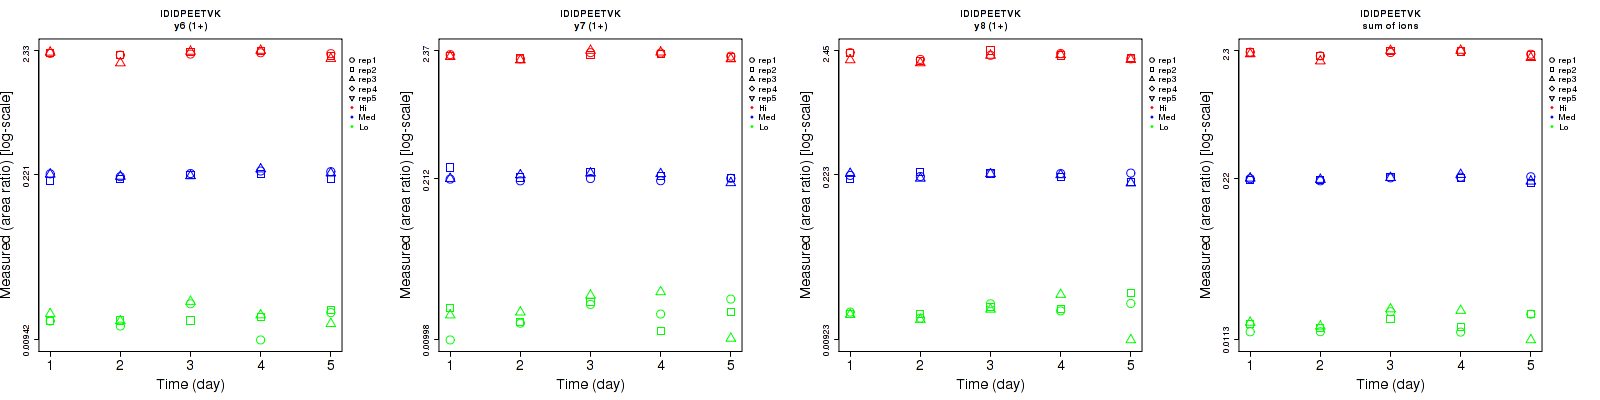 IDIDPEETVK
y6 (1+)
Measured (area ratio) [log-scale]
2.33
0.221
0.00942
1 2 3 4 5
Time (day)
rep1
rep2
rep3
rep4
rep5
Hi
Med
Lo
IDIDPEETVK
y7 (1+)
Measured (area ratio) [log-scale]
2.37
0.212
0.00998
1 2 3 4 5
Time (day)
rep1
rep2
rep3
rep4
rep5
Hi
Med
Lo
IDIDPEETVK
y8 (1+)
Measured (area ratio) [log-scale]
2.45
0.223
0.00923
1 2 3 4 5
Time (day)
rep1
rep2
rep3
rep4
rep5
Hi
Med
Lo
IDIDPEETVK
sum of ions
Measured (area ratio) [log-scale]
2.3
0.22
0.0113
1 2 3 4 5
Time (day)
rep1
rep2
rep3
rep4
rep5
Hi
Med
Lo